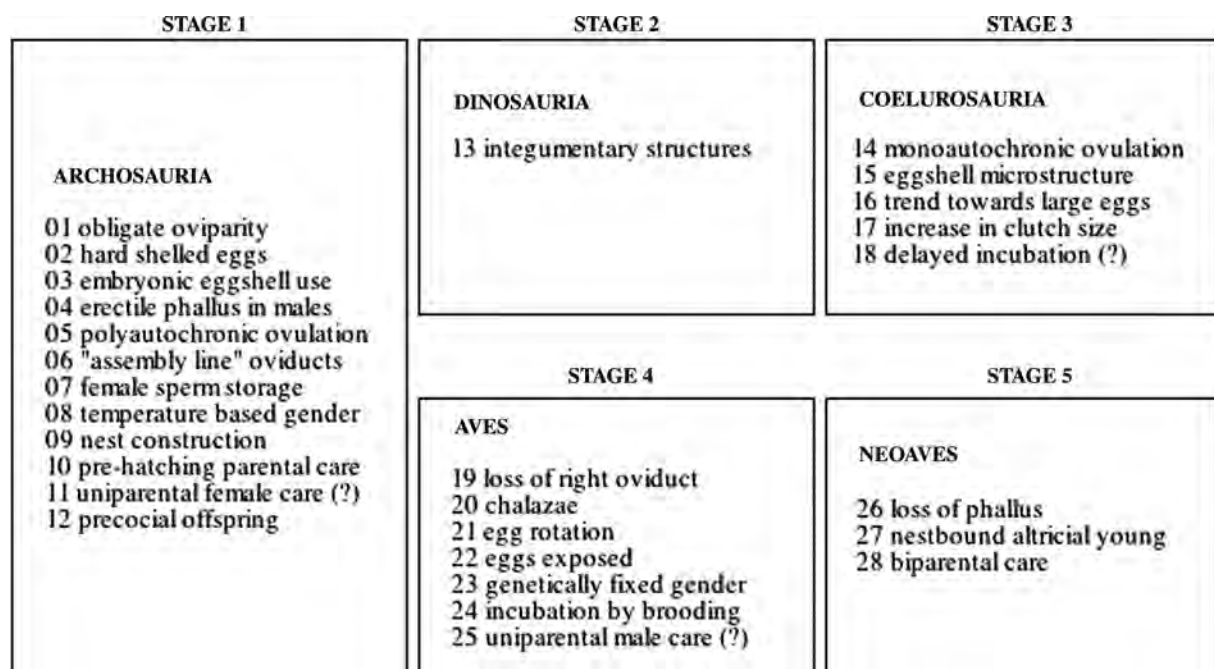 STAGE 1
ARCHOSAURIA
01 obligate oviparity
02 hard shelled eggs
03 embryonic eggshell use
04 erectile phallus in males
05 polyautochronic ovulation
06 "assembly line" oviducts
07 female sperm storage
08 temperature based gender
09 nest construction
10 pre-hatching parental care
11 uniparental female care (?)
12 precocial offspring
STAGE 2
DINOSAURIA
13 integumentary structures
STAGE 3
COELUROSAURIA
14 monoautochronic ovulation
15 eggshell microstructure
16 trend towards large eggs
17 increase in clutch size
18 delayed incubation (?)
STAGE 4
AVES
19 loss of right oviduct
20 chalazae
21 egg rotation
22 eggs exposed
23 genetically fixed gender
24 incubation by brooding
25 uniparental male care (?)
STAGE 5
NEOAVES
26 loss of phallus
27 nestbound altricial young
28 biparental care